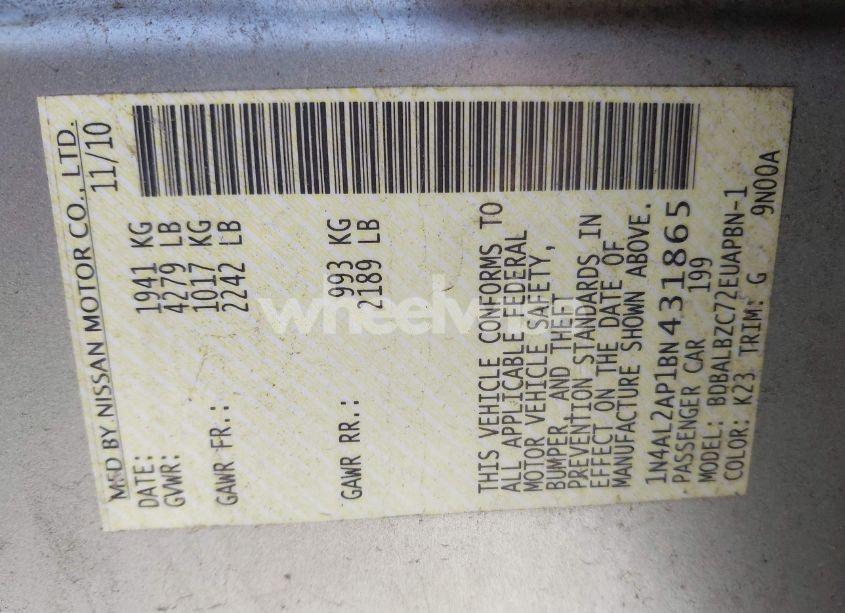 MFD BY NISSAN MOTOR CO., LTD.
DATE: 11/10
GVWR: 1941 KG
4279 LB
GAWR FR.: 1017 KG
2242 LB
GAWR RR.: 993 KG
2189 LB
THIS VEHICLE CONFORMS TO
ALL APPLICABLE FEDERAL
MOTOR VEHICLE SAFETY,
BUMPER, AND THEFT
PREVENTION STANDARDS IN
EFFECT ON THE DATE OF
MANUFACTURE SHOWN ABOVE.
1N4AL2AP1BN431865
PASSENGER CAR 199
MODEL: BDBALBZC72EUAPBN-1
COLOR: K23 TRIM: G 9N00A